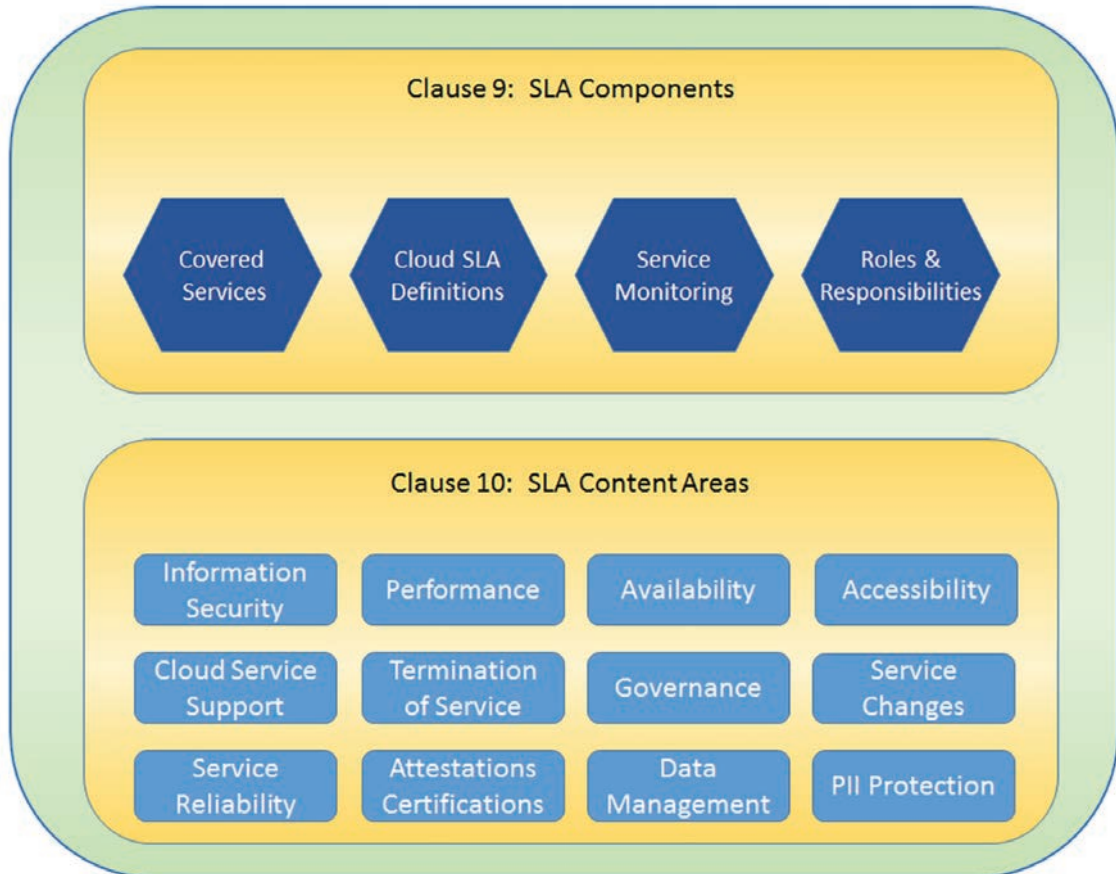 Clause 9: SLA Components
Covered
Services
Cloud SLA
Definitions
Service
Monitoring
Roles &
Responsibilities
Clause 10: SLA Content Areas
Information
Security
Performance
Availability
Accessibility
Cloud Service
Support
Termination
of Service
Governance
Service
Changes
Service
Reliability
Attestations
Certifications
Data
Management
PII Protection